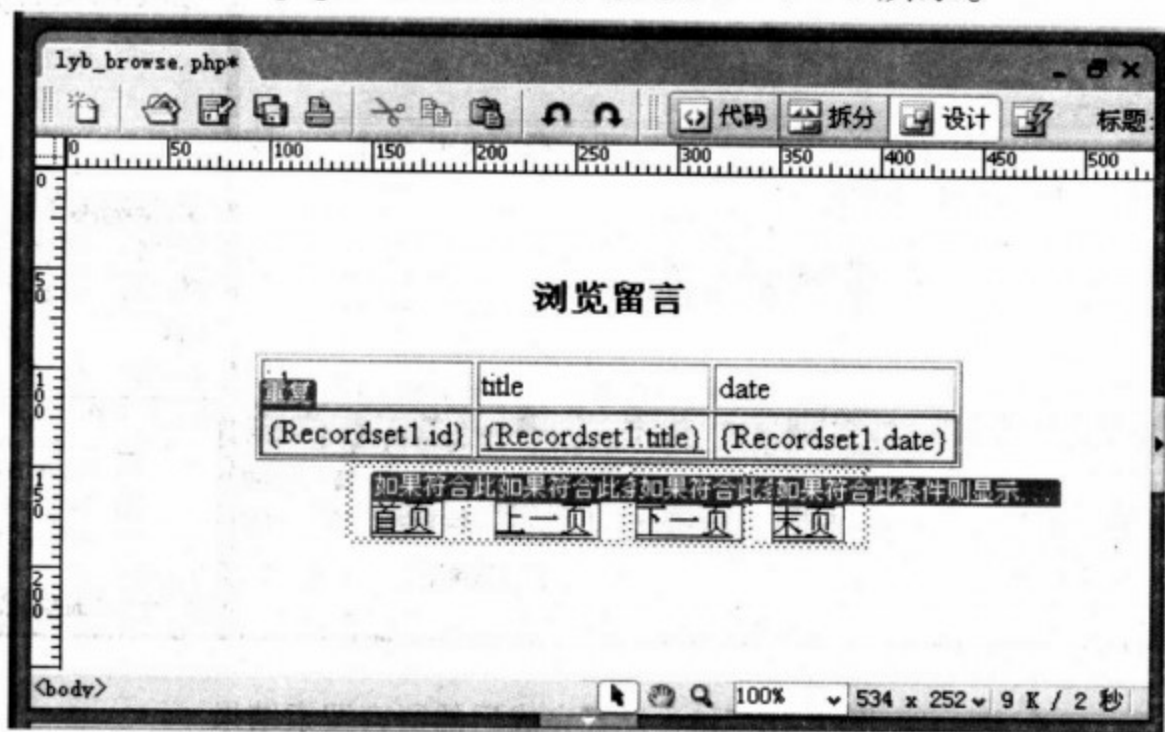 lyb_browse.php*
代码 拆分 设计 标题:
0 50 100 150 200 250 300 350 400 450 500
浏览留言
重复 title date
{Recordset1.id} {Recordset1.title} {Recordset1.date}
如果符合此 如果符合此条 如果符合此条 如果符合此条件则显示...
首页 上一页 下一页 末页
<body> 100% 534 x 252 9 K / 2 秒